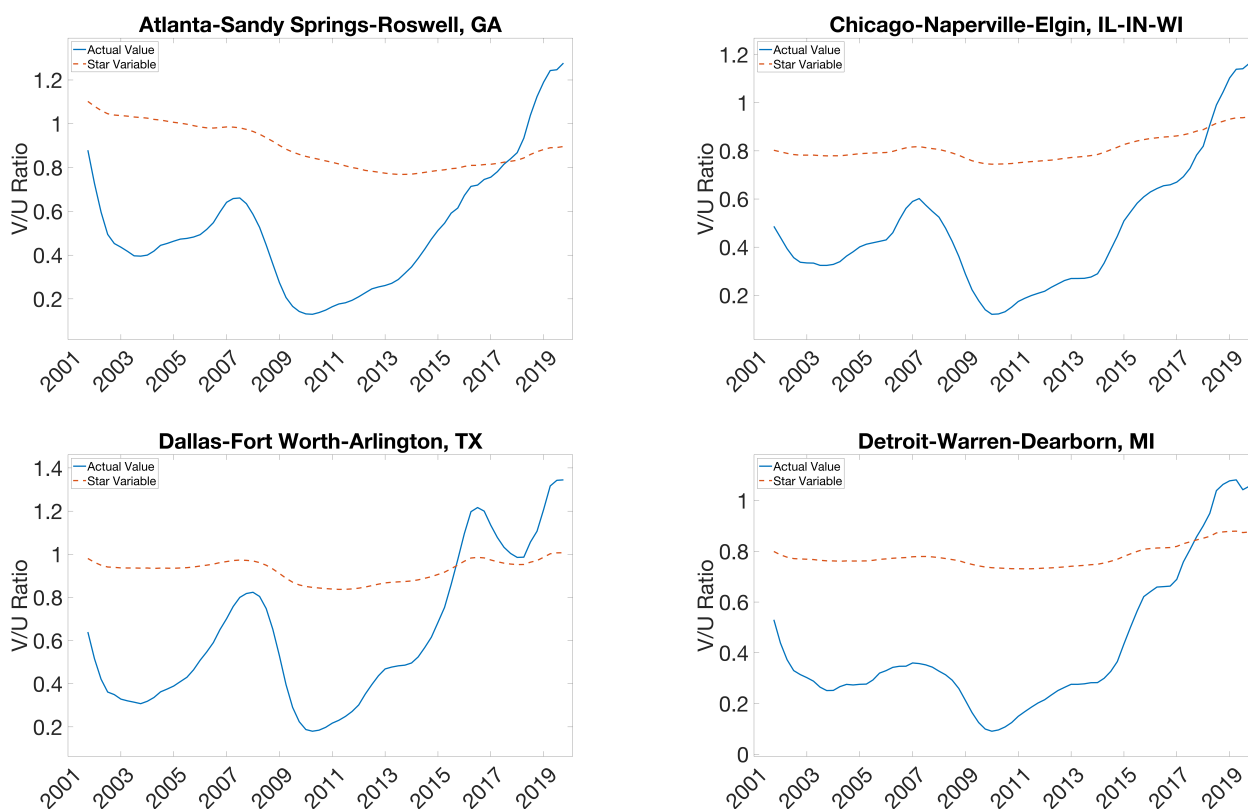 Atlanta-Sandy Springs-Roswell, GA
Actual Value
Star Variable
V/U Ratio
1.2
1
0.8
0.6
0.4
0.2
2001 2003 2005 2007 2009 2011 2013 2015 2017 2019
Chicago-Naperville-Elgin, IL-IN-WI
Actual Value
Star Variable
V/U Ratio
1.2
1
0.8
0.6
0.4
0.2
2001 2003 2005 2007 2009 2011 2013 2015 2017 2019
Dallas-Fort Worth-Arlington, TX
Actual Value
Star Variable
V/U Ratio
1.4
1.2
1
0.8
0.6
0.4
0.2
2001 2003 2005 2007 2009 2011 2013 2015 2017 2019
Detroit-Warren-Dearborn, MI
Actual Value
Star Variable
V/U Ratio
1
0.8
0.6
0.4
0.2
0
2001 2003 2005 2007 2009 2011 2013 2015 2017 2019